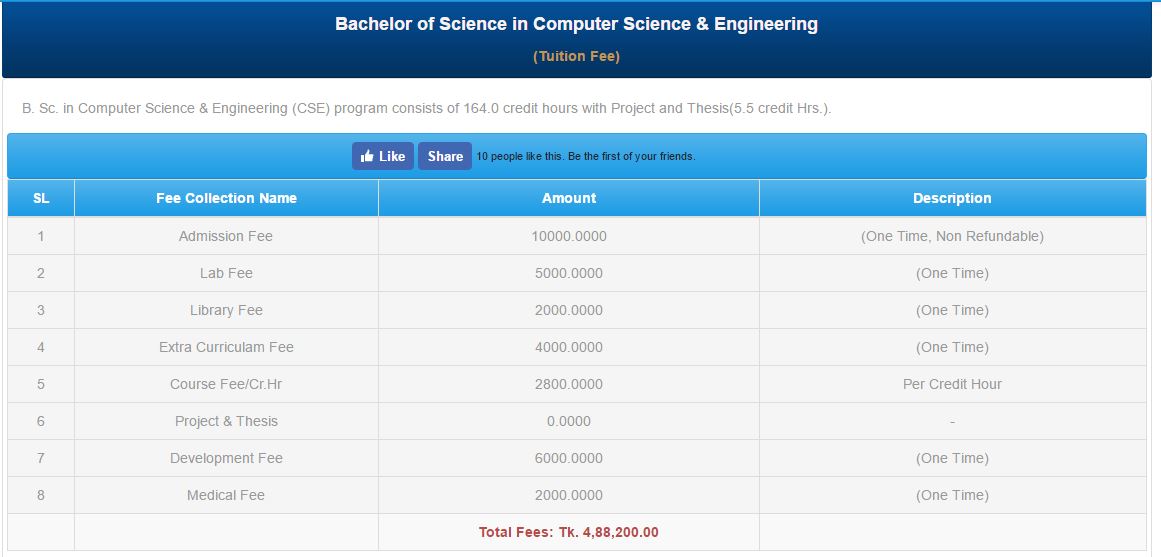 Bachelor of Science in Computer Science & Engineering
(Tuition Fee)
B. Sc. in Computer Science & Engineering (CSE) program consists of 164.0 credit hours with Project and Thesis(5.5 credit Hrs.).
Like Share 10 people like this. Be the first of your friends.
SL Fee Collection Name Amount Description
1 Admission Fee 10000.0000 (One Time, Non Refundable)
2 Lab Fee 5000.0000 (One Time)
3 Library Fee 2000.0000 (One Time)
4 Extra Curriculam Fee 4000.0000 (One Time)
5 Course Fee/Cr.Hr 2800.0000 Per Credit Hour
6 Project & Thesis 0.0000 -
7 Development Fee 6000.0000 (One Time)
8 Medical Fee 2000.0000 (One Time)
Total Fees: Tk. 4,88,200.00